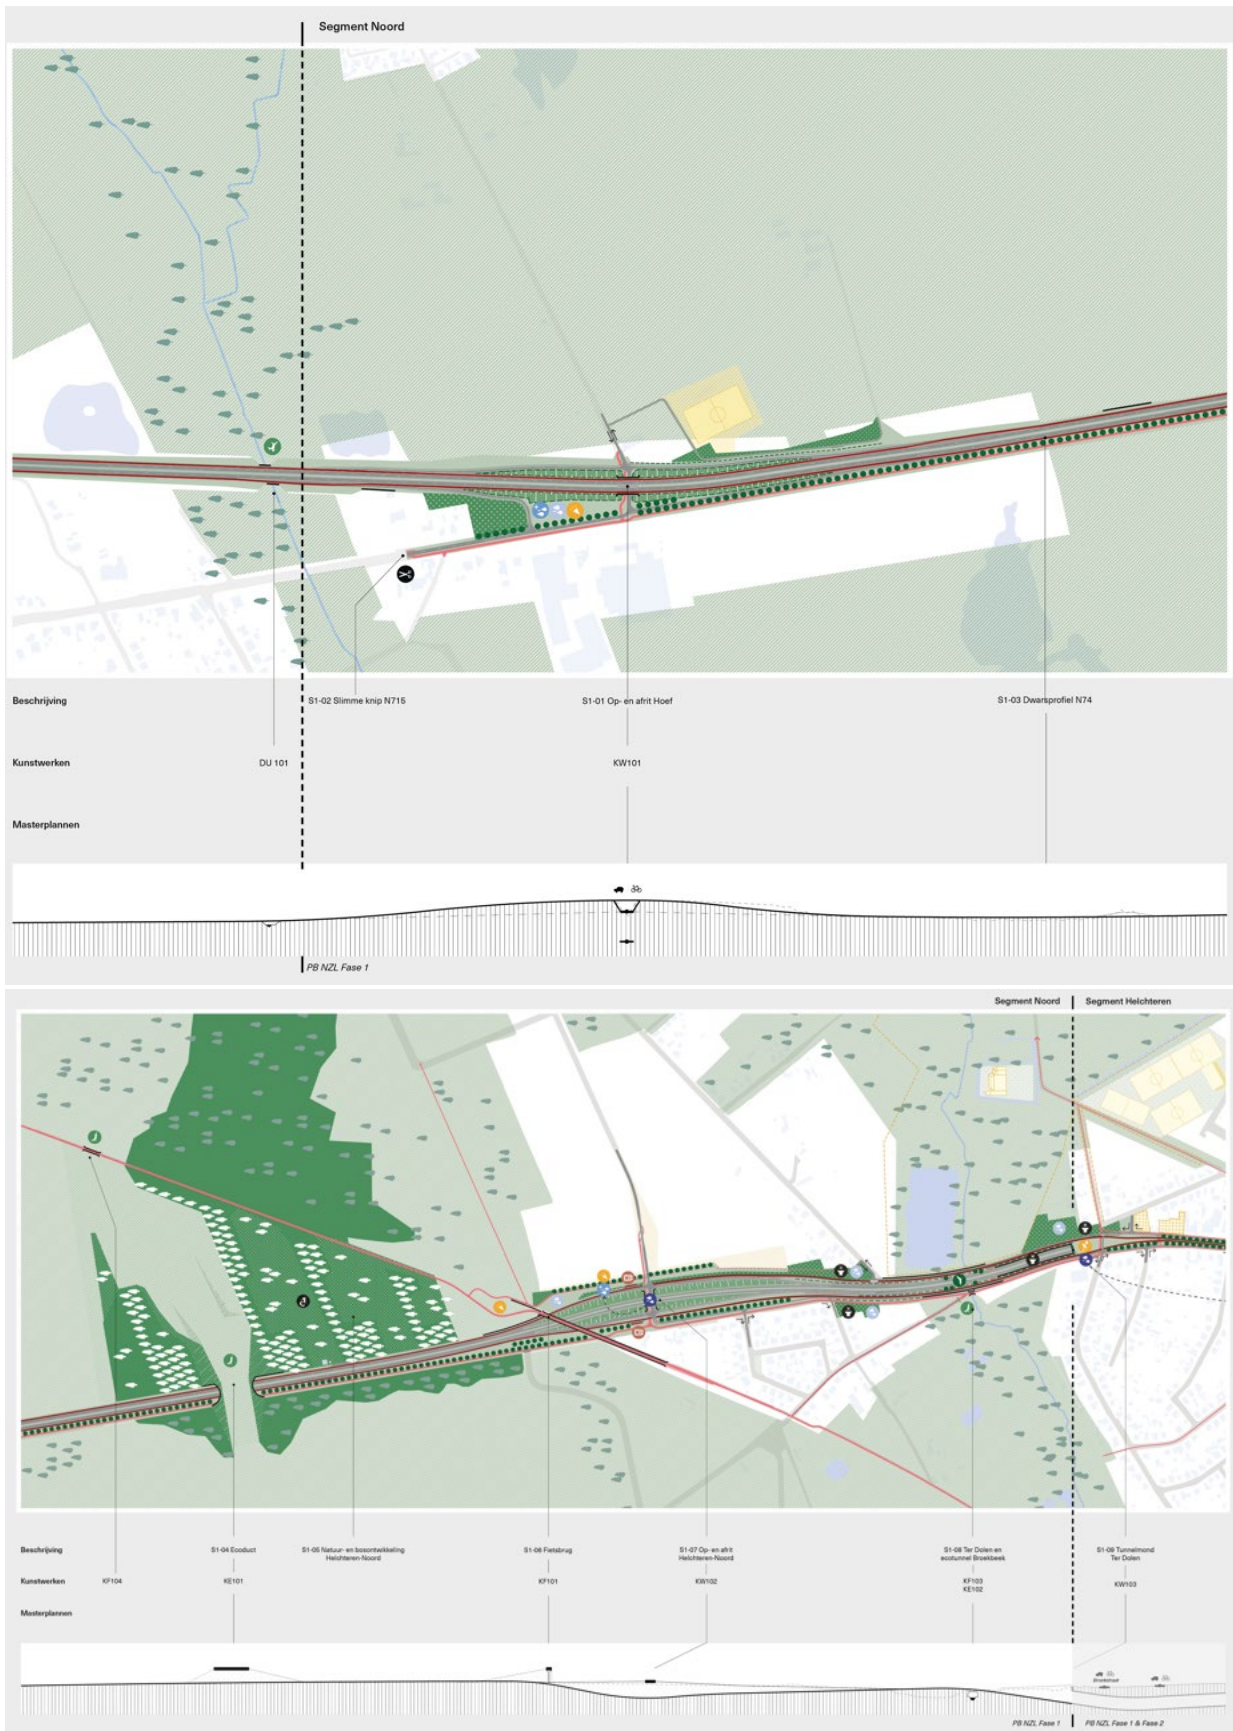 Segment Noord
Beschrijving
S1-02 Slimme knip N715
S1-01 Op- en afrit Hoef
S1-03 Dwarsprofiel N74
Kunstwerken
DU 101
KW101
Masterplannen
PB NZL Fase 1
Segment Noord
Segment Helchteren
Beschrijving
S1-04 Ecoduct
S1-05 Natuur- en bosontwikkeling
Helchteren-Noord
S1-06 Fietsbrug
S1-07 Op- en afrit
Helchteren-Noord
S1-08 Ter Dolen en
ecotunnel Broekbeek
S1-09 Tunnelmond
Ter Dolen
Kunstwerken
KF104
KE101
KF101
KW102
KF103
KE102
KW103
Masterplannen
PB NZL Fase 1
PB NZL Fase 1 & Fase 2